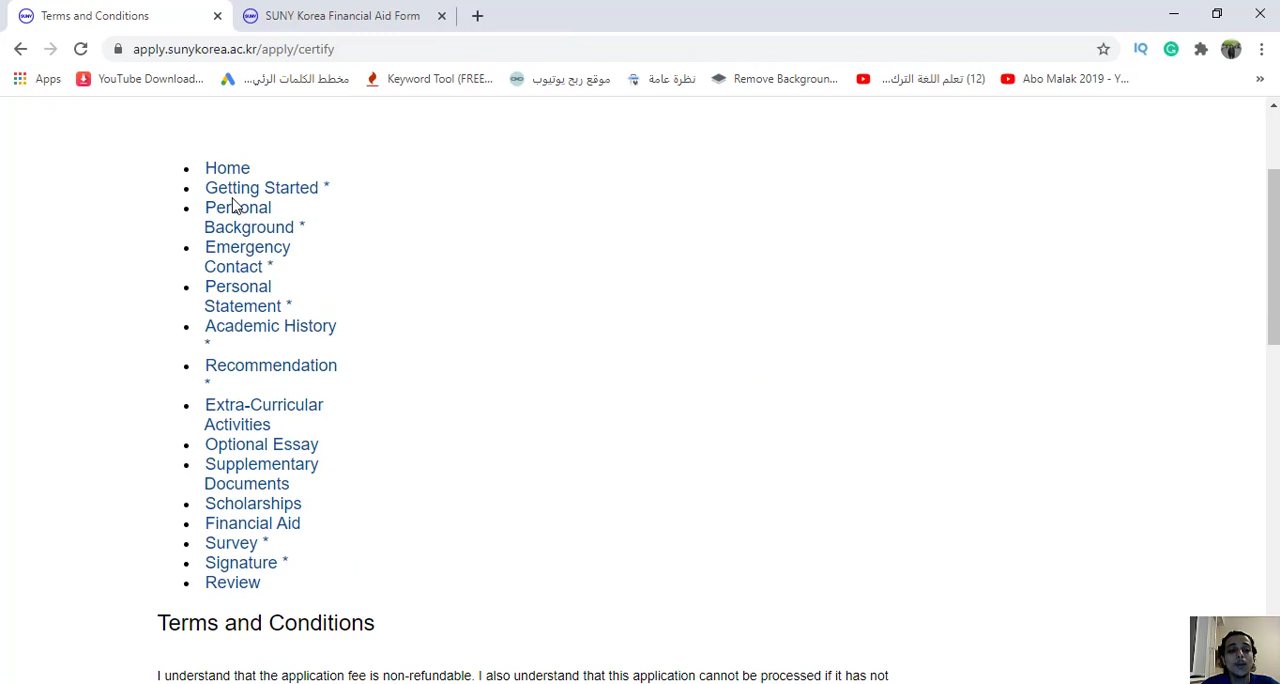 Terms and Conditions
SUNY Korea Financial Aid Form
apply.sunykorea.ac.kr/apply/certify
IQ
Apps
YouTube Download...
مخطط الكلمات الرئي...
Keyword Tool (FREE...
موقع ربح يوتيوب
نظرة عامة
Remove Backgroun...
(12) تعلم اللغة الترك...
Abo Malak 2019 - Y...
»
Home
Getting Started *
Personal
Background *
Emergency
Contact *
Personal
Statement *
Academic History
*
Recommendation
*
Extra-Curricular
Activities
Optional Essay
Supplementary
Documents
Scholarships
Financial Aid
Survey *
Signature *
Review
Terms and Conditions
I understand that the application fee is non-refundable. I also understand that this application cannot be processed if it has not